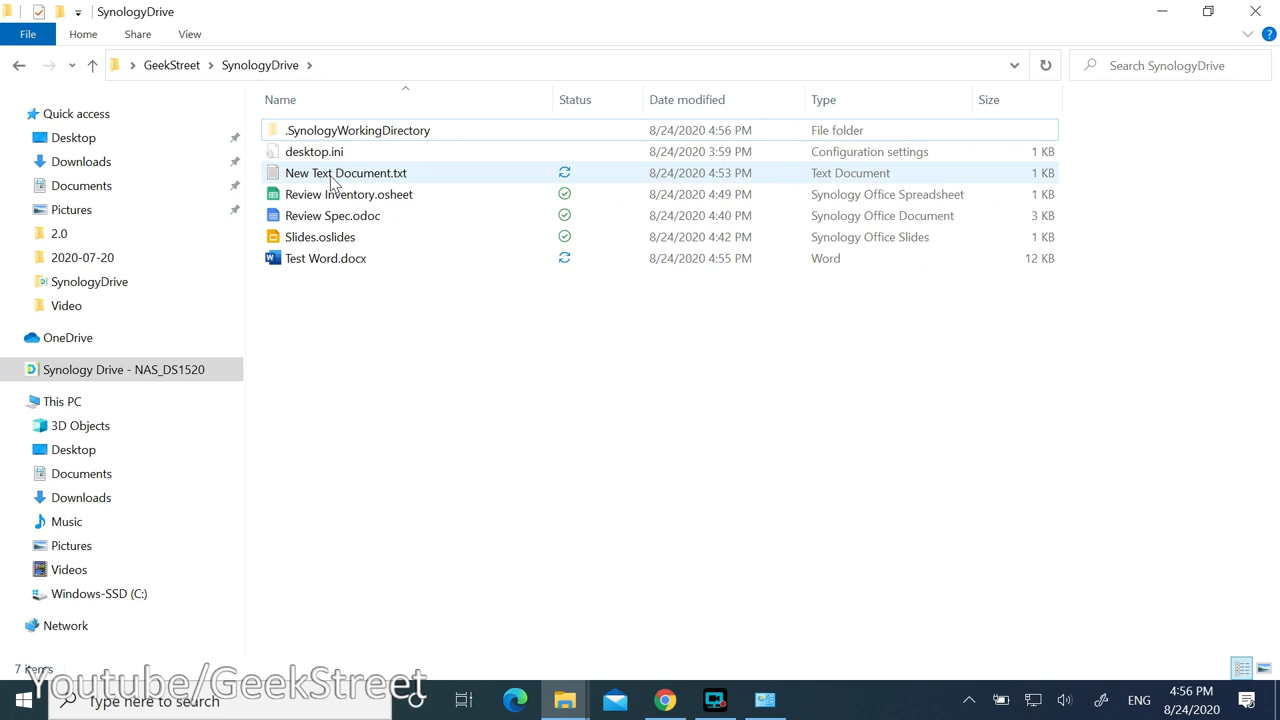 SynologyDrive
File Home Share View
GeekStreet SynologyDrive Search SynologyDrive
Name Status Date modified Type Size
Quick access
Desktop
Downloads
Documents
Pictures
2.0
2020-07-20
SynologyDrive
Video
OneDrive
Synology Drive - NAS_DS1520
This PC
3D Objects
Desktop
Documents
Downloads
Music
Pictures
Videos
Windows-SSD (C:)
Network
.SynologyWorkingDirectory 8/24/2020 4:56 PM File folder
desktop.ini 8/24/2020 3:59 PM Configuration settings 1 KB
New Text Document.txt 8/24/2020 4:53 PM Text Document 1 KB
Review Inventory.osheet 8/24/2020 4:49 PM Synology Office Spreadsheet 1 KB
Review Spec.odoc 8/24/2020 4:40 PM Synology Office Document 3 KB
Slides.oslides 8/24/2020 4:42 PM Synology Office Slides 1 KB
Test Word.docx 8/24/2020 4:55 PM Word 12 KB
7 items
Youtube/GeekStreet
Type here to search
ENG
4:56 PM
8/24/2020